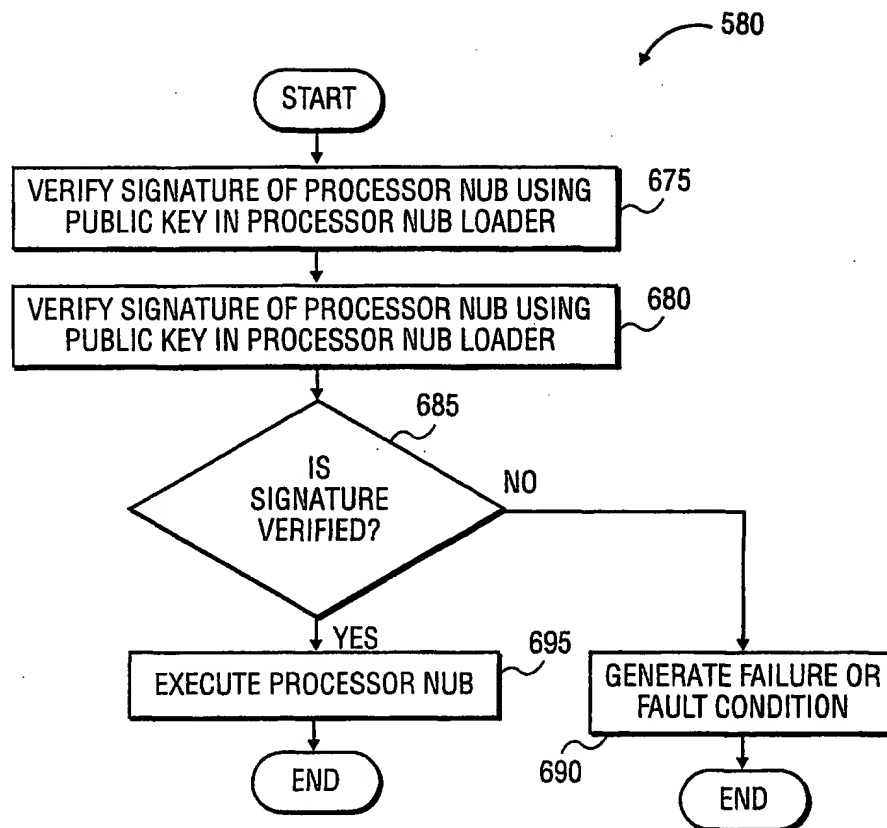 580
START
VERIFY SIGNATURE OF PROCESSOR NUB USING
PUBLIC KEY IN PROCESSOR NUB LOADER
675
VERIFY SIGNATURE OF PROCESSOR NUB USING
PUBLIC KEY IN PROCESSOR NUB LOADER
680
685
IS
SIGNATURE
VERIFIED?
NO
YES
EXECUTE PROCESSOR NUB
695
GENERATE FAILURE OR
FAULT CONDITION
690
END
END